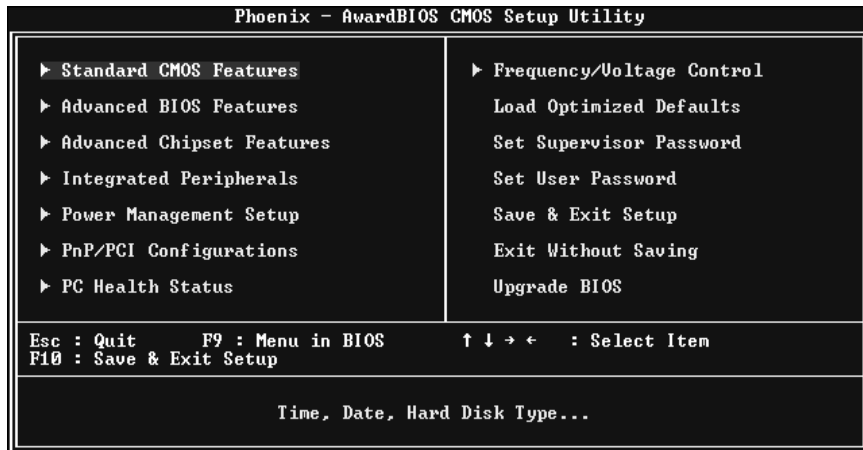 Phoenix - AwardBIOS CMOS Setup Utility
▶ Standard CMOS Features
▶ Advanced BIOS Features
▶ Advanced Chipset Features
▶ Integrated Peripherals
▶ Power Management Setup
▶ PnP/PCI Configurations
▶ PC Health Status
▶ Frequency/Voltage Control
Load Optimized Defaults
Set Supervisor Password
Set User Password
Save & Exit Setup
Exit Without Saving
Upgrade BIOS
Esc : Quit F9 : Menu in BIOS ↑ ↓ → ← : Select Item
F10 : Save & Exit Setup
Time, Date, Hard Disk Type...